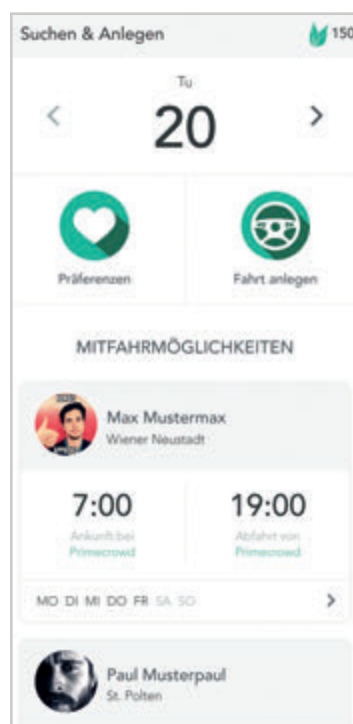 Suchen & Anlegen
150
Tu
20
Präferenzen
Fahrt anlegen
MITFAHRMÖGLICHKEITEN
Max Mustermax
Wiener Neustadt
7:00
19:00
Ankunft bei
Abfahrt von
Primecrowd
Primecrowd
MO DI MI DO FR SA SO
Paul Musterpaul
St. Polten